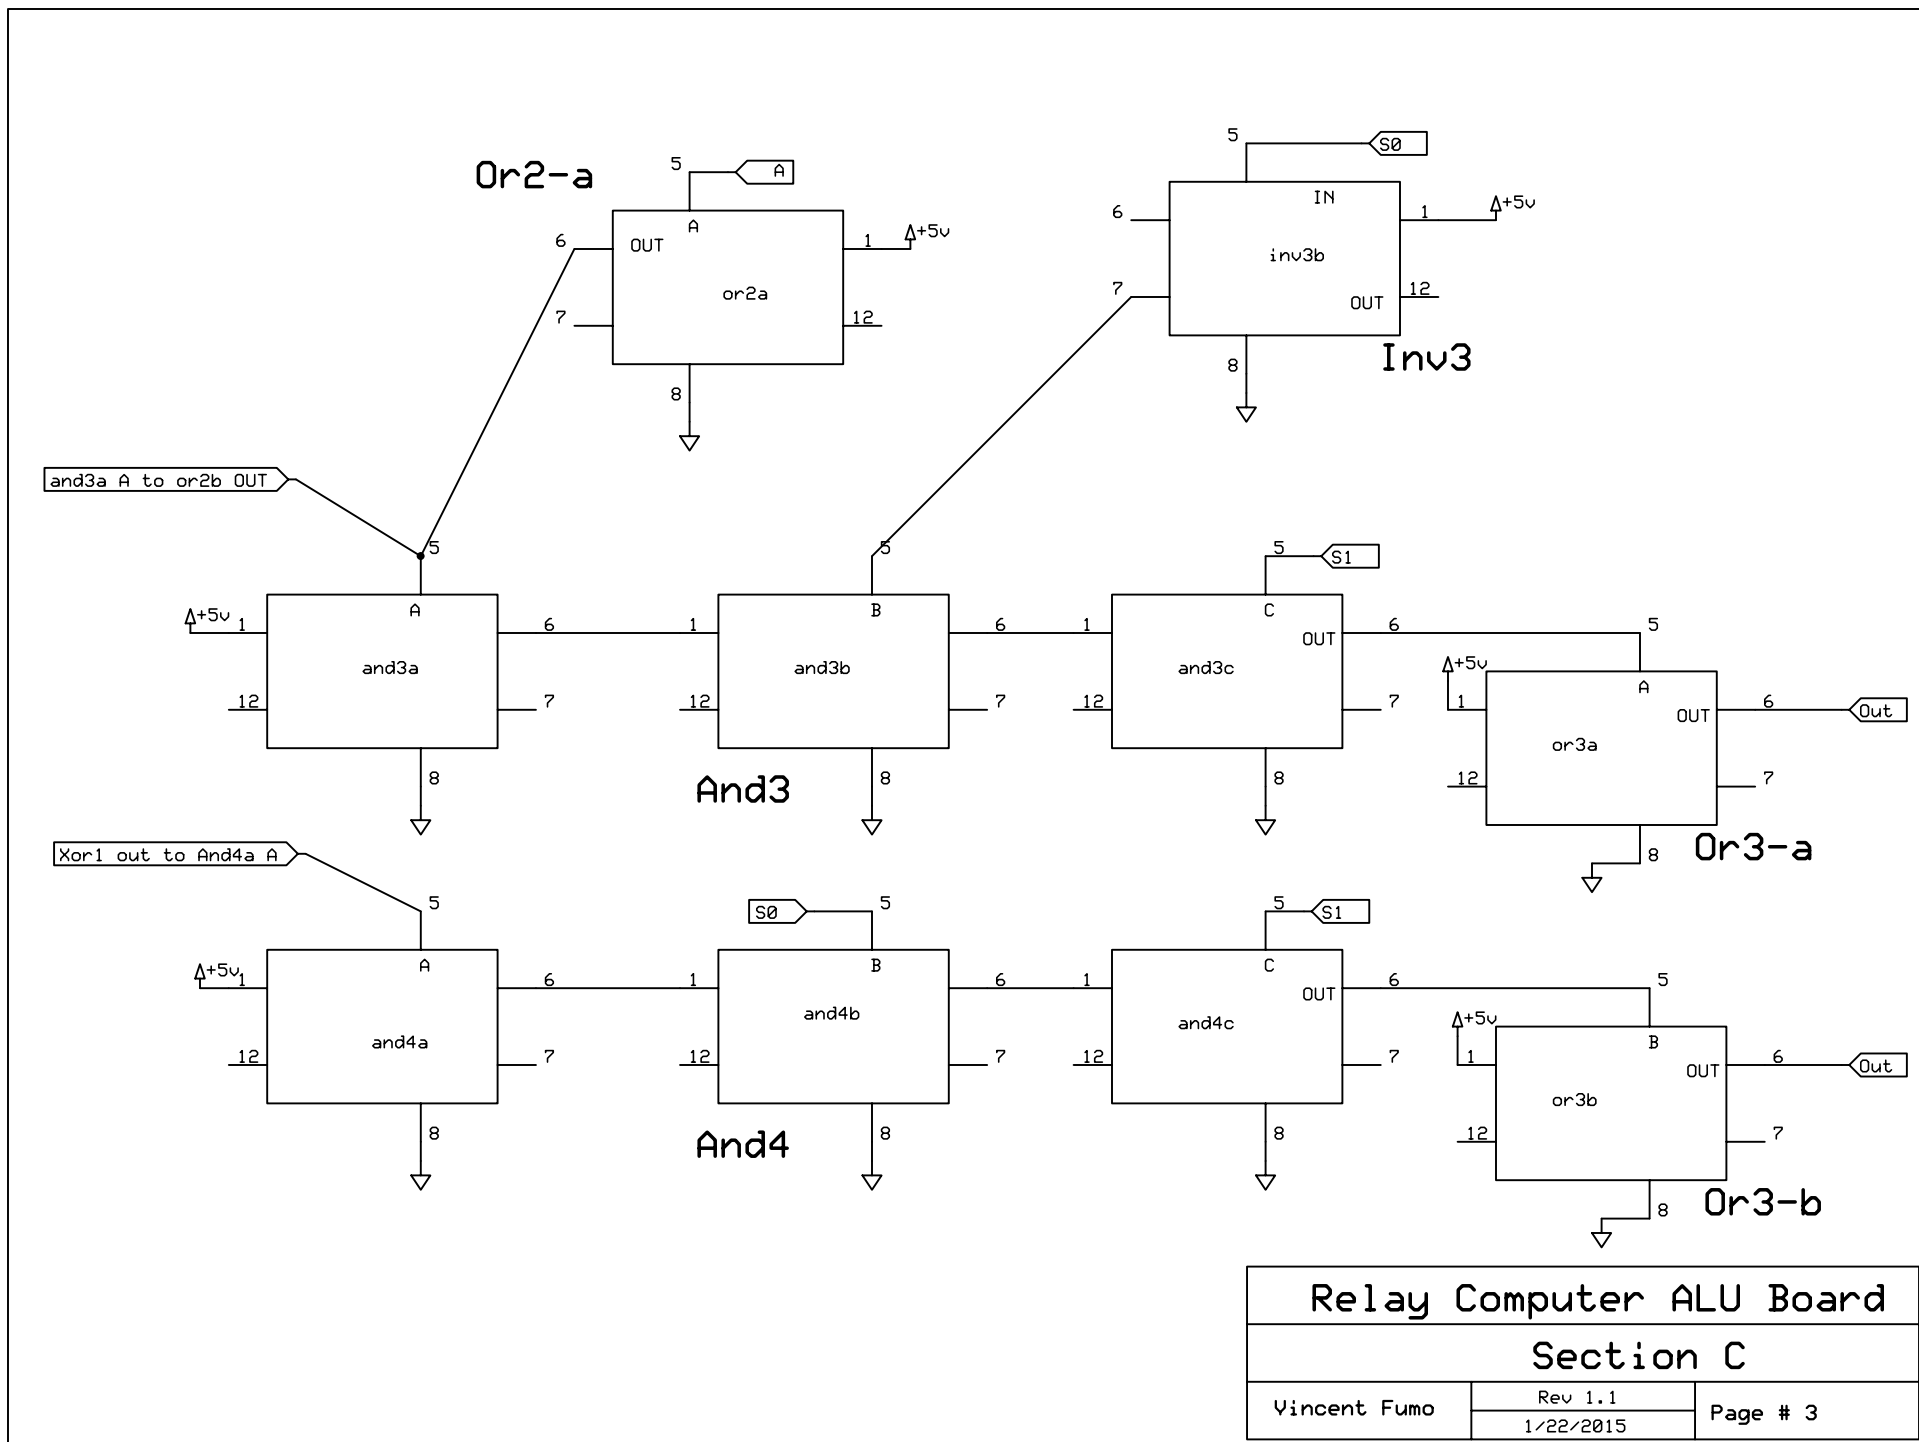 5
S0
Or2-a
5
A
IN
6
1
+5v
A
6
OUT
1
+5v
inv3b
or2a
7
12
OUT
7
12
Inv3
8
8
and3a A to or2b OUT
5
5
5
S1
A
B
C
+5v
1
6
1
6
1
OUT
6
5
and3a
and3b
and3c
+5v
A
12
7
12
7
12
7
1
OUT
6
Out
or3a
8
And3
8
8
12
7
Or3-a
8
Xor1 out to And4a A
5
S0
5
5
S1
A
B
C
+5v
1
6
1
6
1
OUT
6
5
and4a
and4b
and4c
+5v
B
12
7
12
7
12
7
1
OUT
6
Out
or3b
8
And4
8
8
12
7
Or3-b
8
Relay Computer ALU Board
Section C
Vincent Fumo
Rev 1.1
1/22/2015
Page # 3